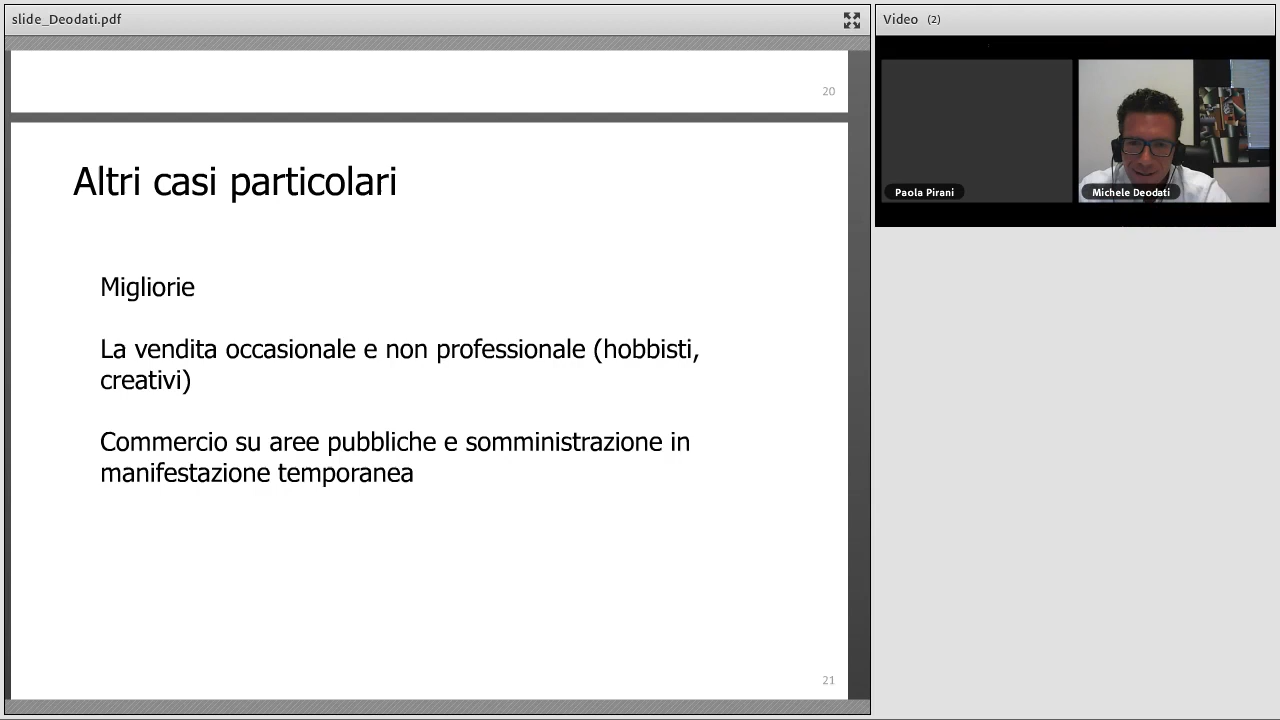 slide_Deodati.pdf
20
Altri casi particolari
Migliorie
La vendita occasionale e non professionale (hobbisti,
creativi)
Commercio su aree pubbliche e somministrazione in
manifestazione temporanea
21
Video (2)
Paola Pirani
Michele Deodati